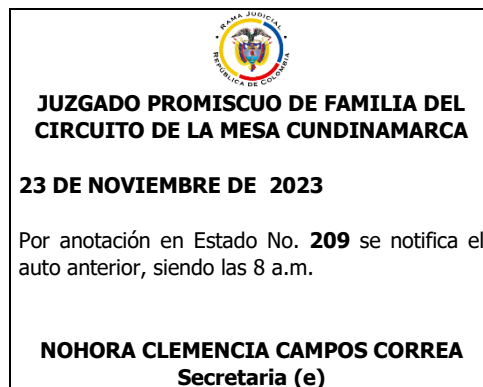 RAMA JUDICIAL
REPÚBLICA DE COLOMBIA
JUZGADO PROMISCUO DE FAMILIA DEL
CIRCUITO DE LA MESA CUNDINAMARCA
23 DE NOVIEMBRE DE 2023
Por anotación en Estado No. 209 se notifica el
auto anterior, siendo las 8 a.m.
NOHORA CLEMENCIA CAMPOS CORREA
Secretaria (e)